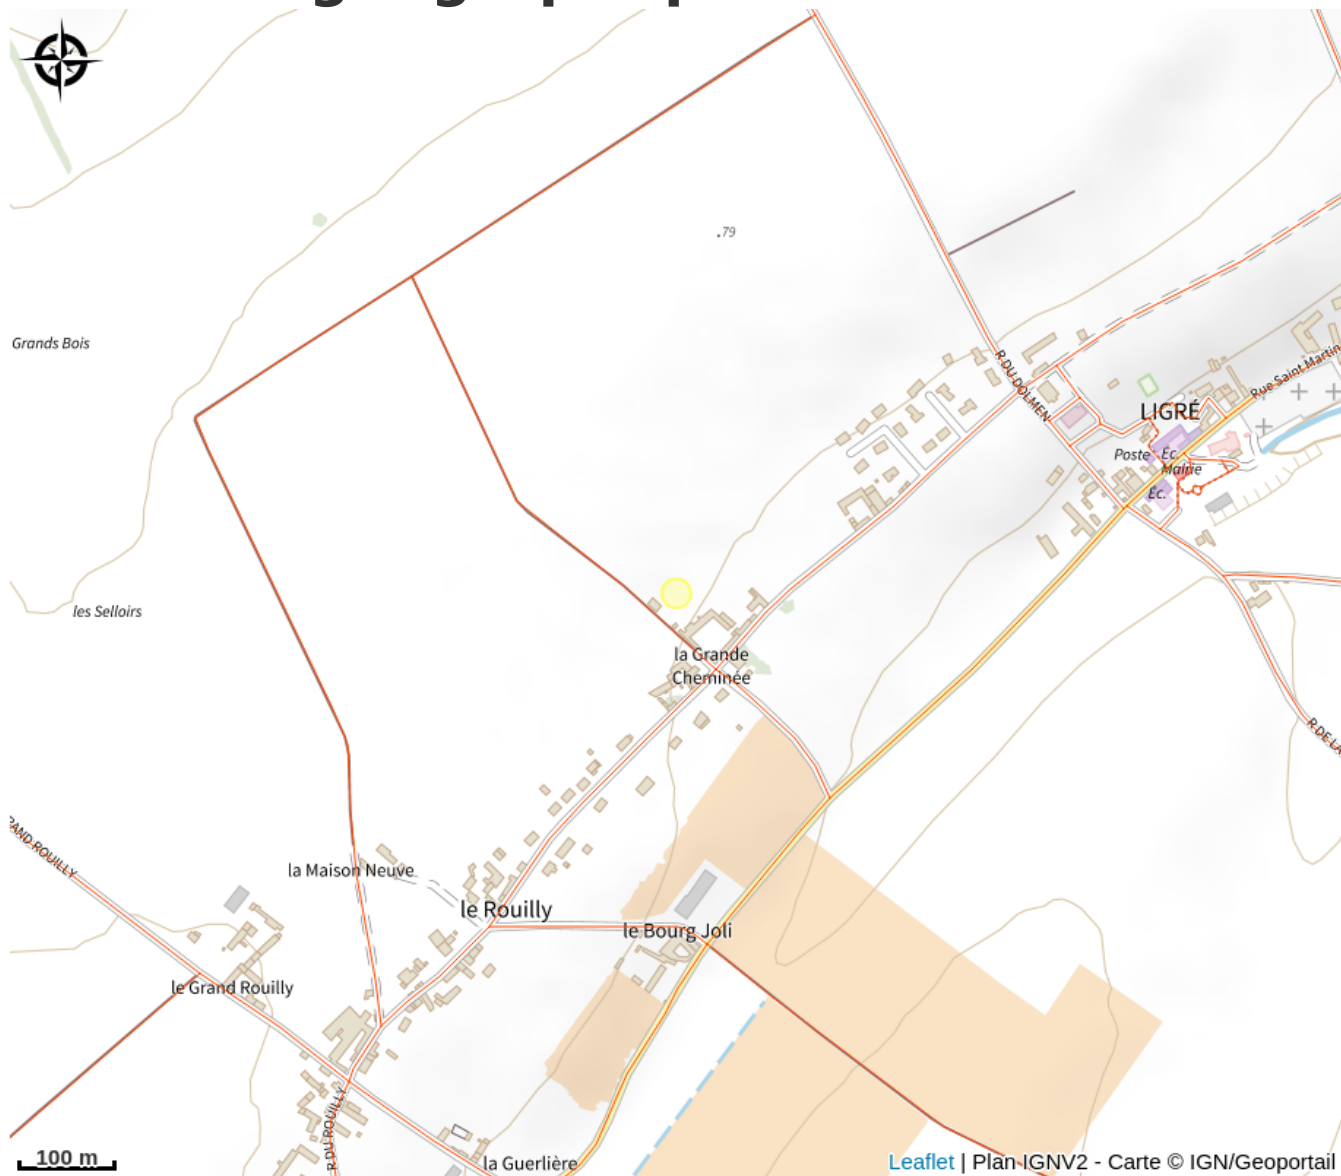 .79
Grands Bois
R DU DOLMEN
Rue Saint Martin
LIGRÉ
Poste
Éc.
Mairie
Éc.
les Selloirs
la Grande
Cheminée
R DE LA
RAND ROUILLY
la Maison Neuve
le Rouilly
le Bourg Joli
le Grand Rouilly
R DU ROUILLY
la Guerlière
100 m
Leaflet | Plan IGNV2 - Carte © IGN/Geoportail